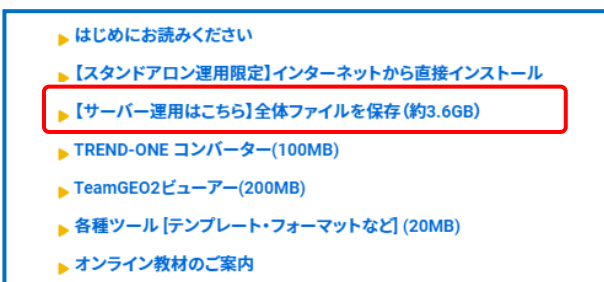 はじめにお読みください
【スタンドアロン運用限定】インターネットから直接インストール
【サーバー運用はこちら】全体ファイルを保存(約3.6GB)
TREND-ONE コンバーター(100MB)
TeamGEO2ビューアー(200MB)
各種ツール [テンプレート・フォーマットなど] (20MB)
オンライン教材のご案内